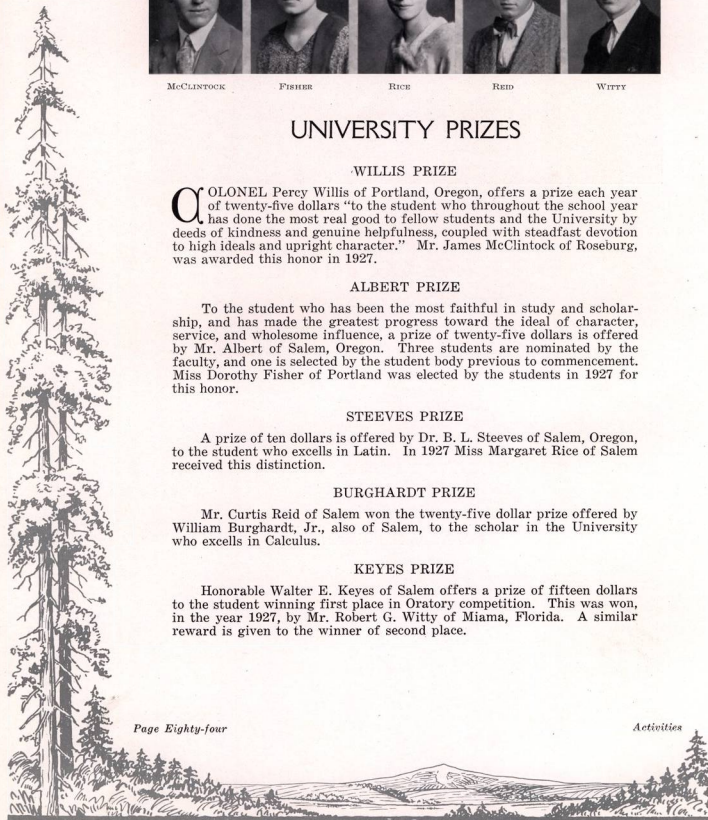 McClintock Fisher Rice Reid Witty
UNIVERSITY PRIZES
WILLIS PRIZE
COLONEL Percy Willis of Portland, Oregon, offers a prize each year
of twenty-five dollars "to the student who throughout the school year
has done the most real good to fellow students and the University by
deeds of kindness and genuine helpfulness, coupled with steadfast devotion
to high ideals and upright character." Mr. James McClintock of Roseburg,
was awarded this honor in 1927.
ALBERT PRIZE
To the student who has been the most faithful in study and scholar-
ship, and has made the greatest progress toward the ideal of character,
service, and wholesome influence, a prize of twenty-five dollars is offered
by Mr. Albert of Salem, Oregon. Three students are nominated by the
faculty, and one is selected by the student body previous to commencement.
Miss Dorothy Fisher of Portland was elected by the students in 1927 for
this honor.
STEEVES PRIZE
A prize of ten dollars is offered by Dr. B. L. Steeves of Salem, Oregon,
to the student who excells in Latin. In 1927 Miss Margaret Rice of Salem
received this distinction.
BURGHARDT PRIZE
Mr. Curtis Reid of Salem won the twenty-five dollar prize offered by
William Burghardt, Jr., also of Salem, to the scholar in the University
who excells in Calculus.
KEYES PRIZE
Honorable Walter E. Keyes of Salem offers a prize of fifteen dollars
to the student winning first place in Oratory competition. This was won,
in the year 1927, by Mr. Robert G. Witty of Miama, Florida. A similar
reward is given to the winner of second place.
Page Eighty-four Activities